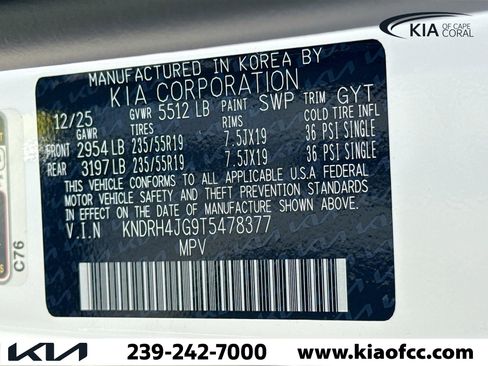 KIA OF CAPE CORAL
MANUFACTURED IN KOREA BY
KIA CORPORATION
12/25 GVWR 5512 LB PAINT SWP TRIM GYT
GAWR TIRES RIMS COLD TIRE INFL
FRONT 2954 LB 235/55R19 7.5JX19 36 PSI SINGLE
REAR 3197 LB 235/55R19 7.5JX19 36 PSI SINGLE
THIS VEHICLE CONFORMS TO ALL APPLICABLE U.S.A FEDERAL
MOTOR VEHICLE SAFETY AND THEFT PREVENTION STANDARDS
IN EFFECT ON THE DATE OF MANUFACTURE SHOWN ABOVE.
V.I.N KNDRH4JG9T5478377
MPV
C76
KIA 239-242-7000 www.kiaofcc.com